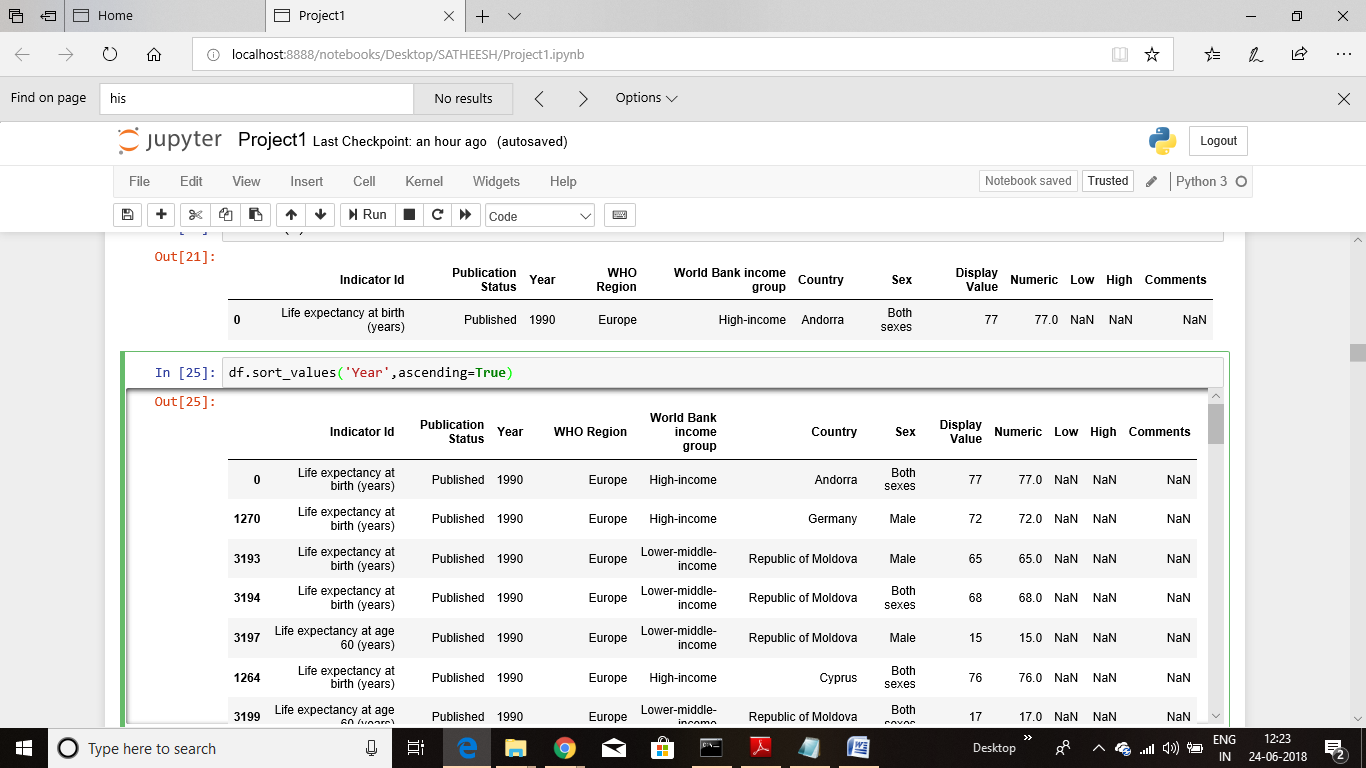 Home
Project1
localhost:8888/notebooks/Desktop/SATHEESH/Project1.ipynb
Find on page his No results Options
jupyter Project1 Last Checkpoint: an hour ago (autosaved) Logout
File Edit View Insert Cell Kernel Widgets Help Notebook saved Trusted Python 3
Run Code
Out[21]:
Indicator Id Publication Status Year WHO Region World Bank income group Country Sex Display Value Numeric Low High Comments
0 Life expectancy at birth (years) Published 1990 Europe High-income Andorra Both sexes 77 77.0 NaN NaN NaN
In [25]: df.sort_values('Year',ascending=True)
Out[25]:
Indicator Id Publication Status Year WHO Region World Bank income group Country Sex Display Value Numeric Low High Comments
0 Life expectancy at birth (years) Published 1990 Europe High-income Andorra Both sexes 77 77.0 NaN NaN NaN
1270 Life expectancy at birth (years) Published 1990 Europe High-income Germany Male 72 72.0 NaN NaN NaN
3193 Life expectancy at birth (years) Published 1990 Europe Lower-middle-income Republic of Moldova Male 65 65.0 NaN NaN NaN
3194 Life expectancy at birth (years) Published 1990 Europe Lower-middle-income Republic of Moldova Both sexes 68 68.0 NaN NaN NaN
3197 Life expectancy at age 60 (years) Published 1990 Europe Lower-middle-income Republic of Moldova Male 15 15.0 NaN NaN NaN
1264 Life expectancy at birth (years) Published 1990 Europe High-income Cyprus Both sexes 76 76.0 NaN NaN NaN
3199 Life expectancy at age 60 (years) Published 1990 Europe Lower-middle-income Republic of Moldova Both sexes 17 17.0 NaN NaN NaN
Type here to search Desktop ENG IN 12:23 24-06-2018 2